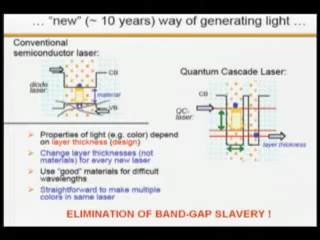 ... "new" (~ 10 years) way of generating light ...
Conventional
semiconductor laser:
Quantum Cascade Laser:
CB
diode
laser:
material
VB
CB
QC-
laser:
layer thickness
Properties of light (e.g. color) depend
on layer thickness (design)
Change layer thicknesses (not
materials) for every new laser
Use "good" materials for difficult
wavelengths
Straightforward to make multiple
colors in same laser
ELIMINATION OF BAND-GAP SLAVERY !